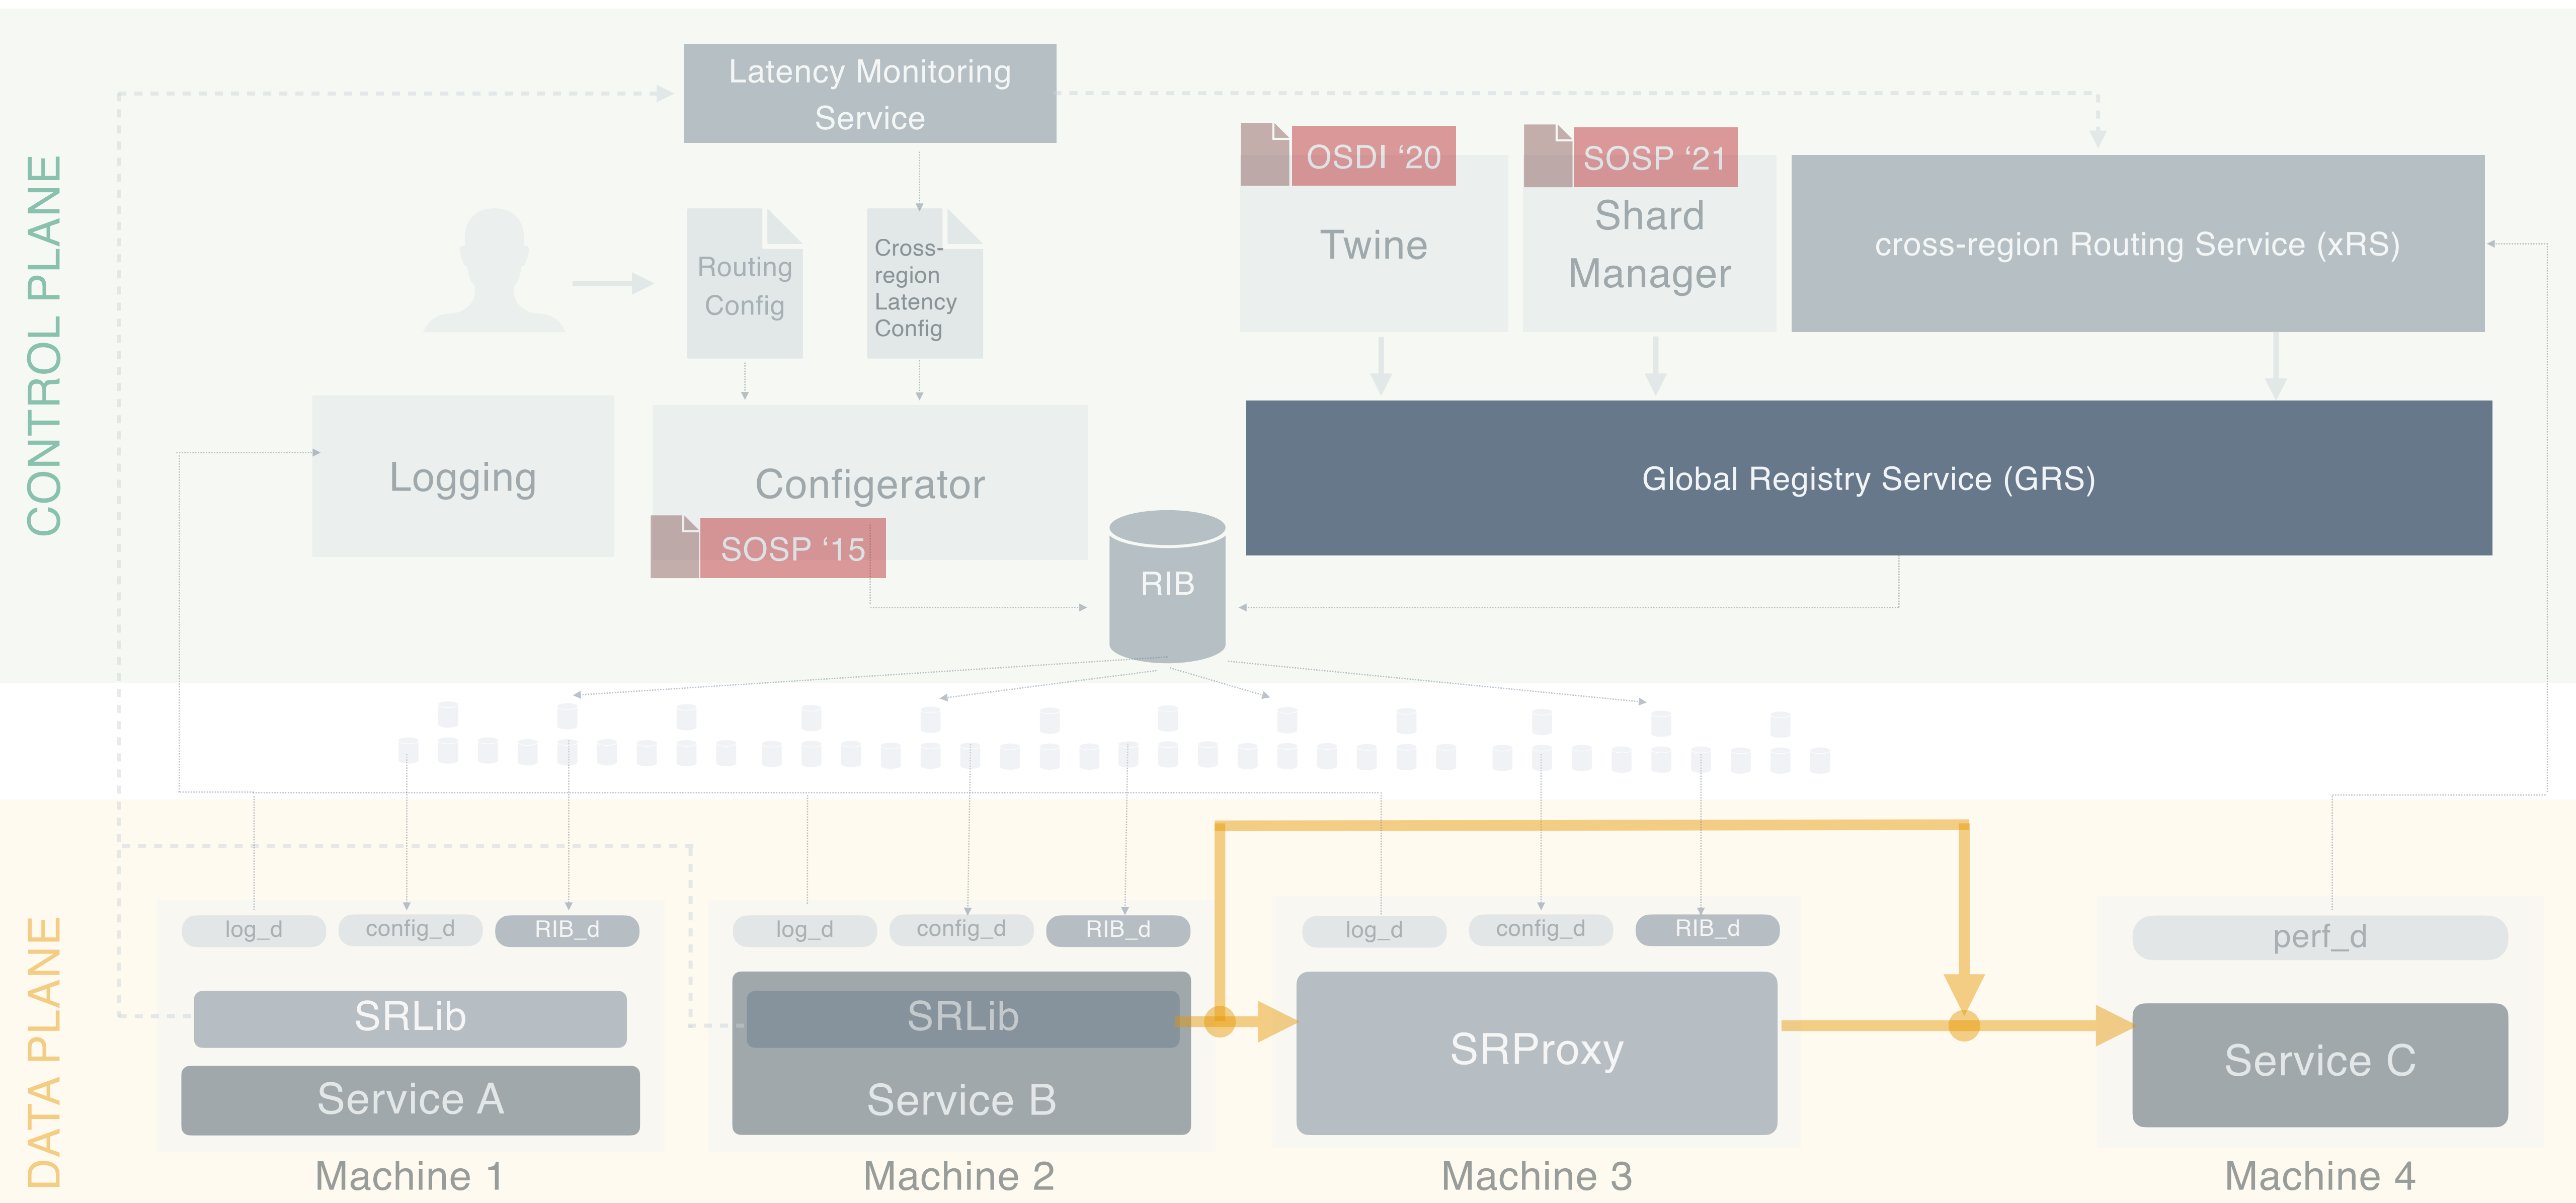 CONTROL PLANE
Latency Monitoring
Service
OSDI ‘20
SOSP ‘21
Twine
Shard
Manager
cross-region Routing Service (xRS)
Routing
Config
Cross-
region
Latency
Config
Logging
Configerator
SOSP ‘15
Global Registry Service (GRS)
RIB
DATA PLANE
log_d
config_d
RIB_d
SRLib
Service A
Machine 1
log_d
config_d
RIB_d
SRLib
Service B
Machine 2
log_d
config_d
RIB_d
SRProxy
Machine 3
perf_d
Service C
Machine 4